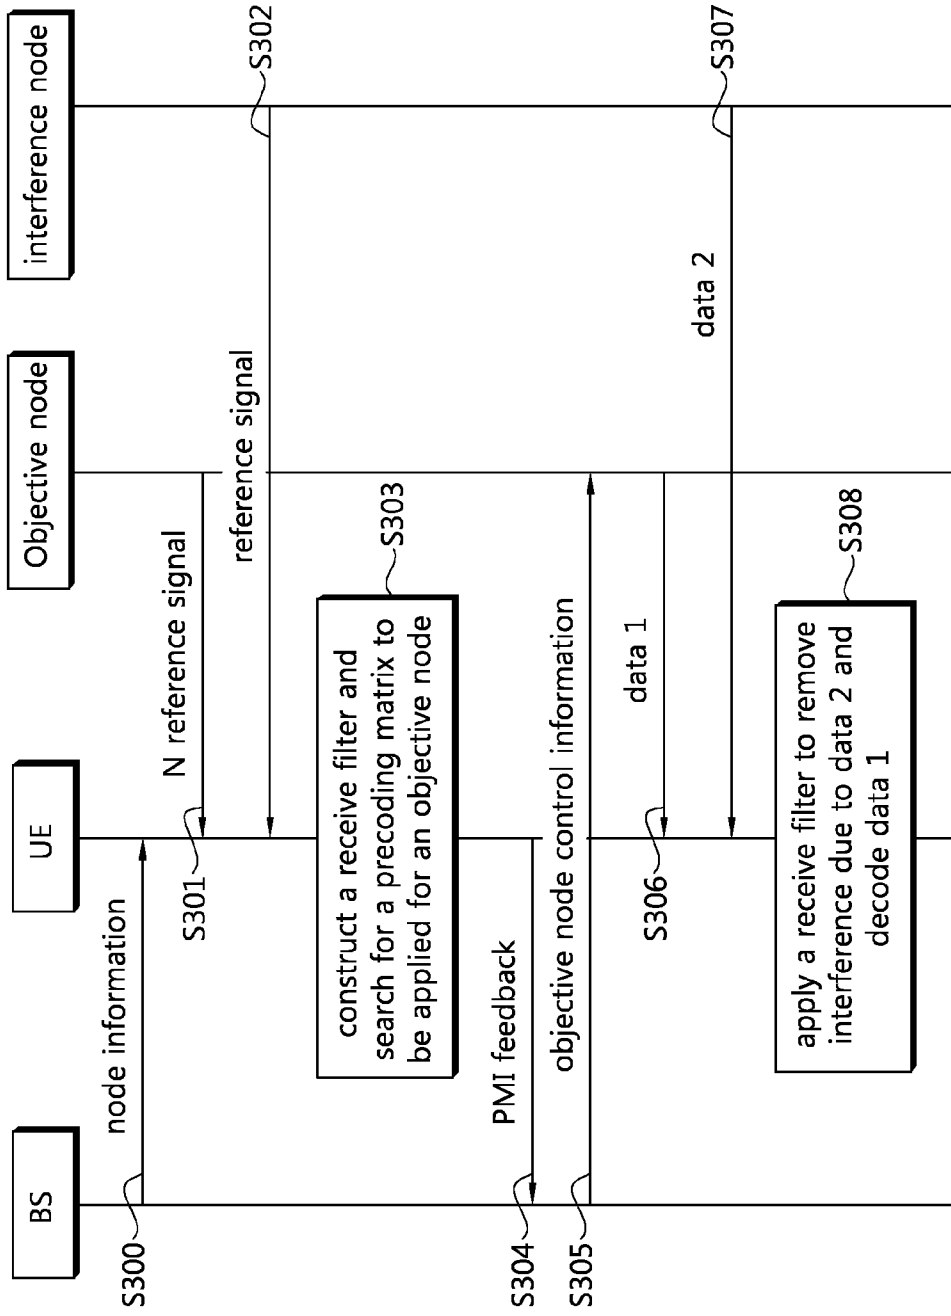 BS
UE
Objective node
interference node
S300
node information
S301
N reference signal
reference signal
S302
construct a receive filter and
search for a precoding matrix to
be applied for an objective node
S303
S304
PMI feedback
S305
objective node control information
S306
data 1
data 2
S307
apply a receive filter to remove
interference due to data 2 and
decode data 1
S308